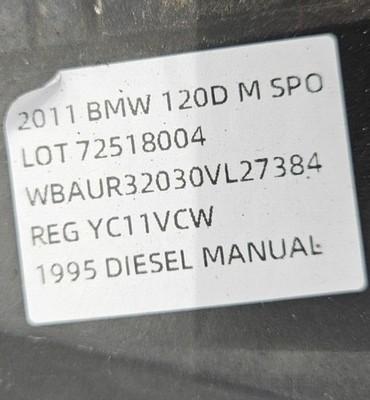 2011 BMW 120D M SPO
LOT 72518004
WBAUR32030VL27384
REG YC11VCW
1995 DIESEL MANUAL